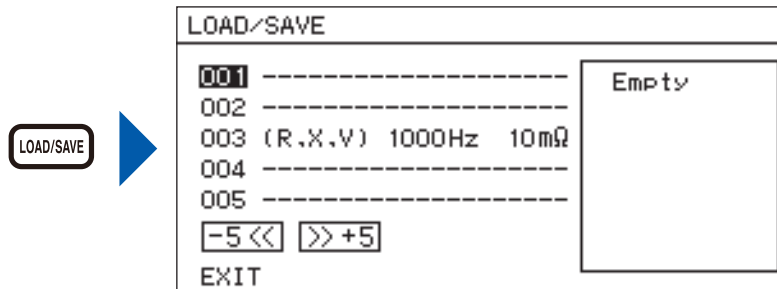 LOAD/SAVE
LOAD/SAVE
001 --------------------
Empty
002 --------------------
003 (R,X,V) 1000Hz 10mΩ
004 --------------------
005 --------------------
-5<< >>+5
EXIT